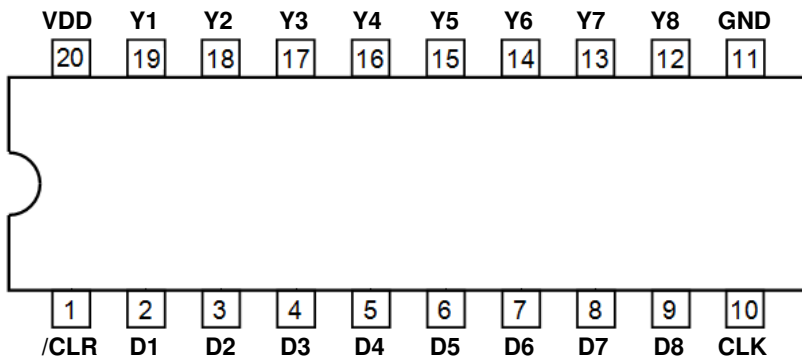 VDD Y1 Y2 Y3 Y4 Y5 Y6 Y7 Y8 GND
20 19 18 17 16 15 14 13 12 11
1 2 3 4 5 6 7 8 9 10
/CLR D1 D2 D3 D4 D5 D6 D7 D8 CLK